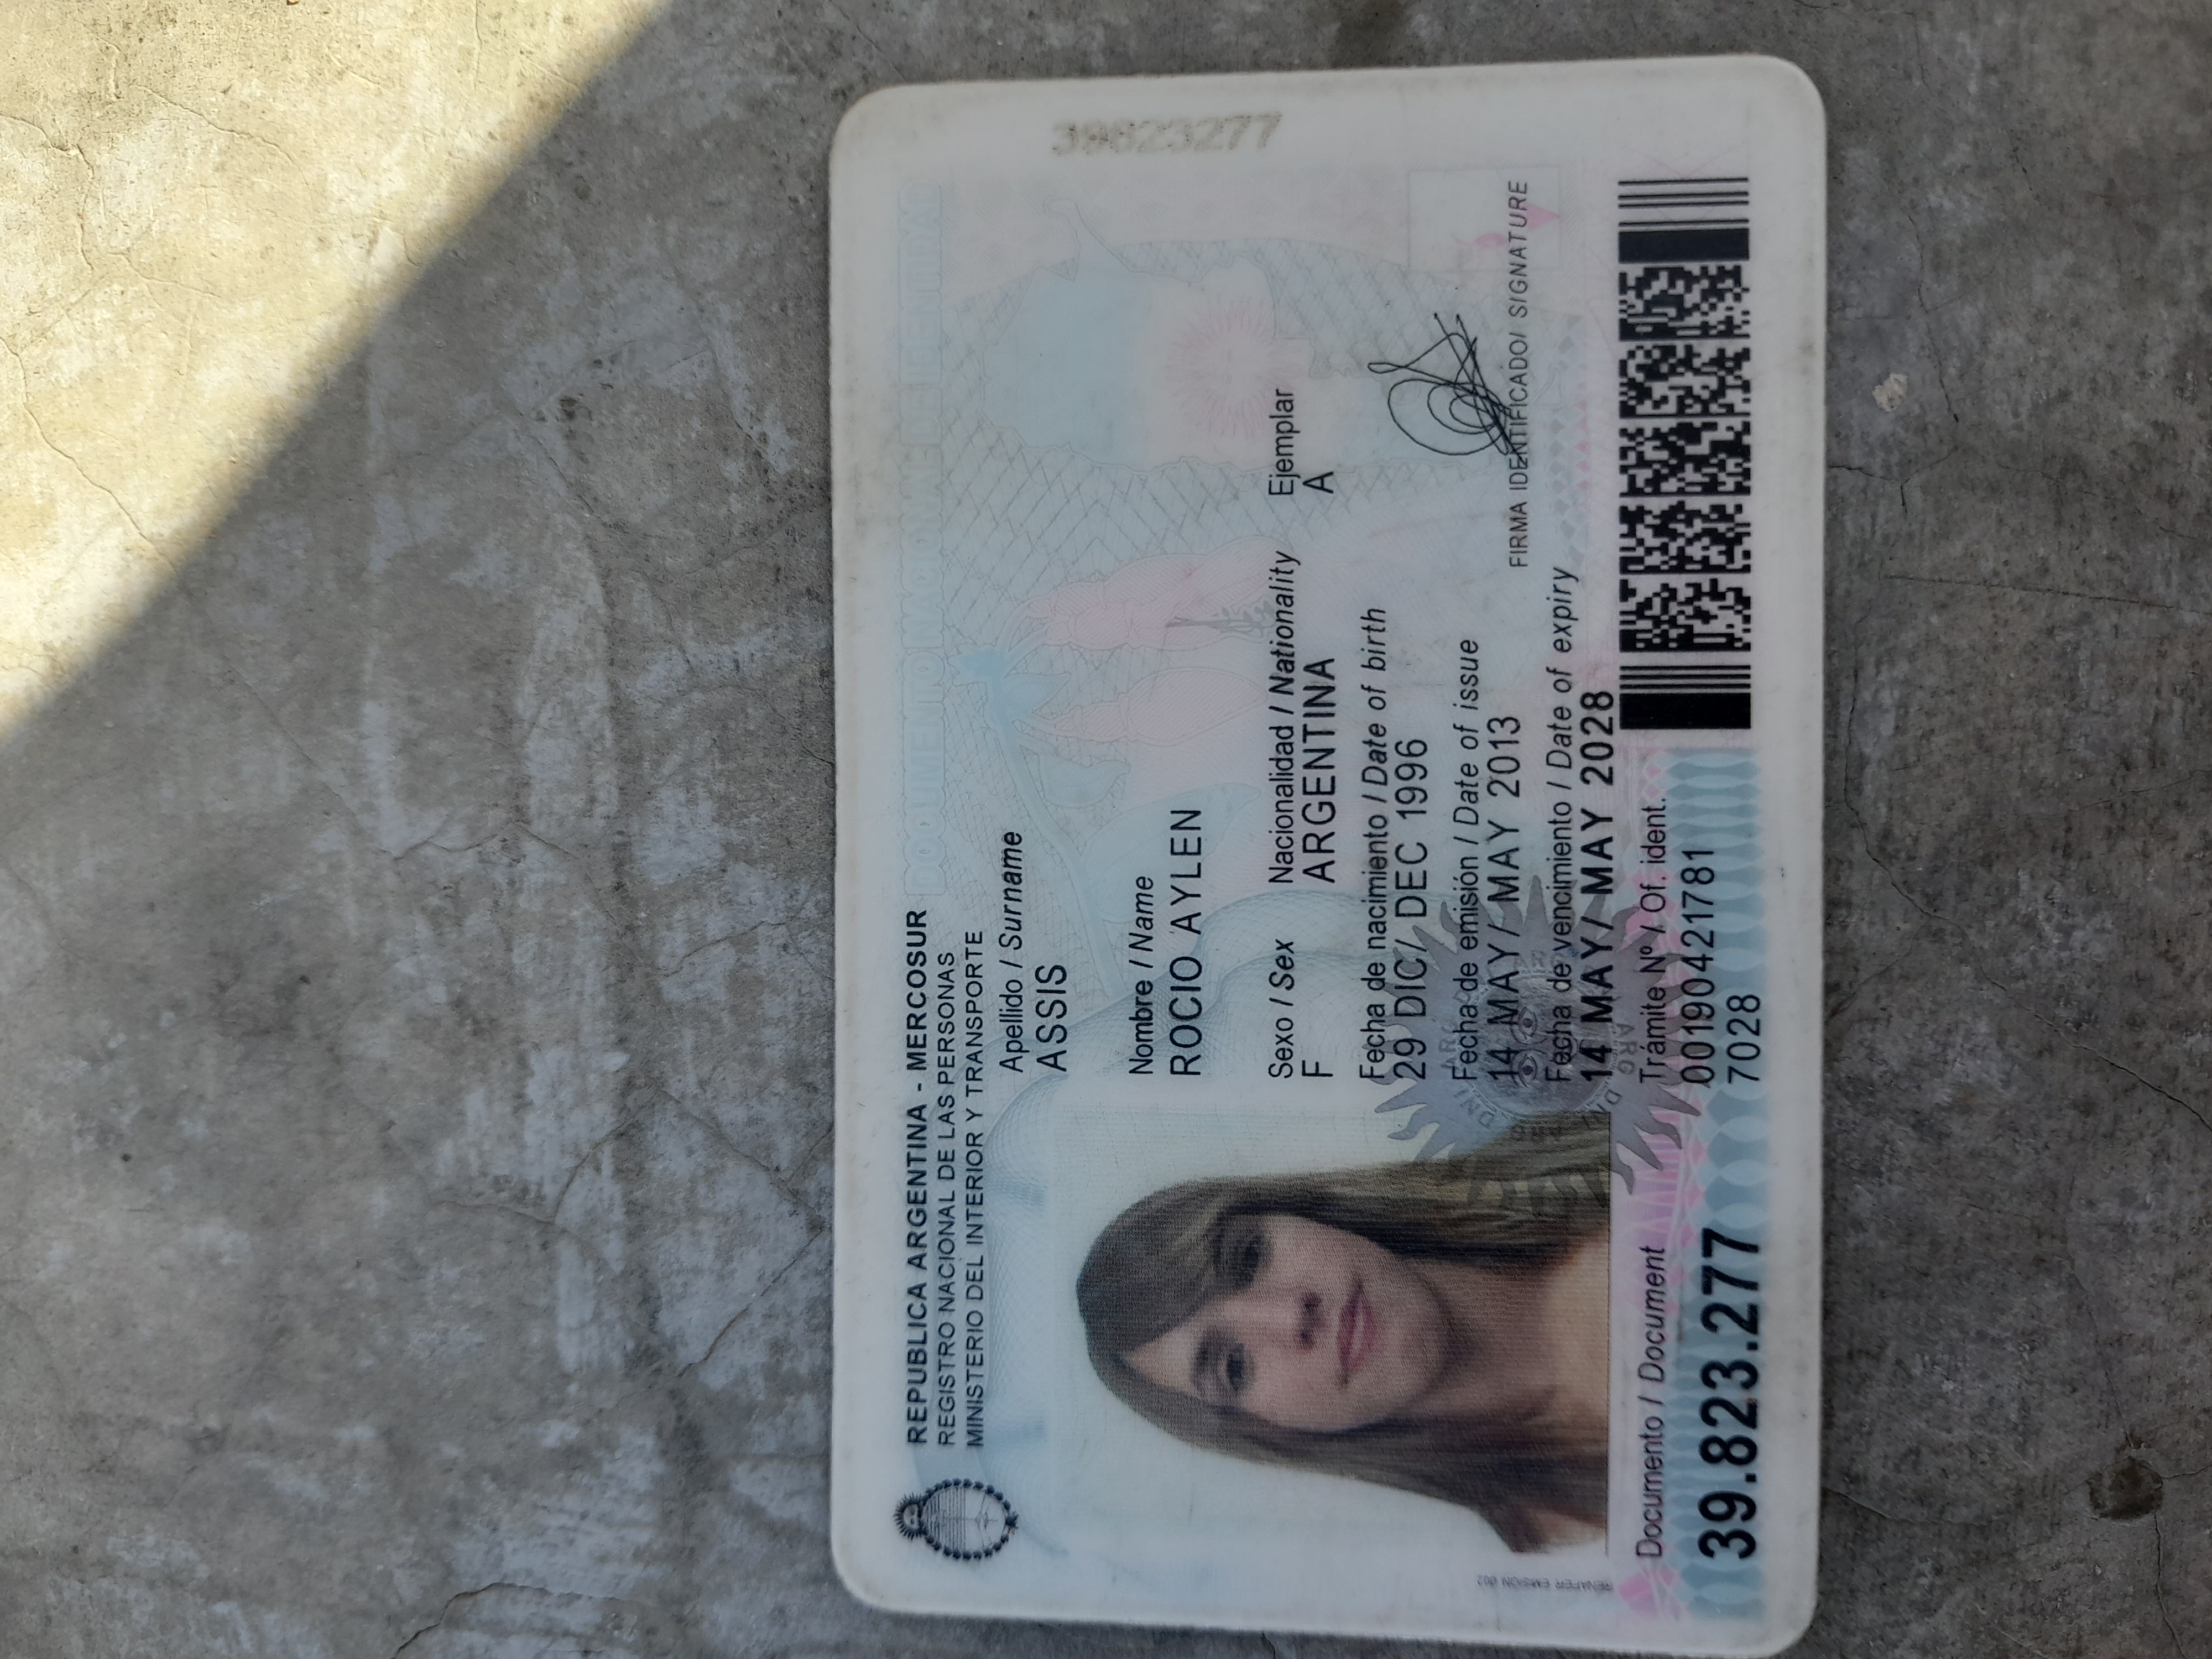 REPUBLICA ARGENTINA - MERCOSUR
DOCUMENTO NACIONAL DE IDENTIDAD
REGISTRO NACIONAL DE LAS PERSONAS
MINISTERIO DEL INTERIOR Y TRANSPORTE
Apellido / Surname
ASSIS
Nombre / Name
ROCIO AYLEN
Sexo / Sex Nacionalidad / Nationality Ejemplar
F ARGENTINA A
Fecha de nacimiento / Date of birth
29 DIC/ DEC 1996
Fecha de emisión / Date of issue
14 MAY/ MAY 2013
FIRMA IDENTIFICADO/ SIGNATURE
Fecha de vencimiento / Date of expiry
14 MAY/ MAY 2028
Documento / Document
39.823.277
Trámite Nº / Of. ident.
00190421781
7028
39823277